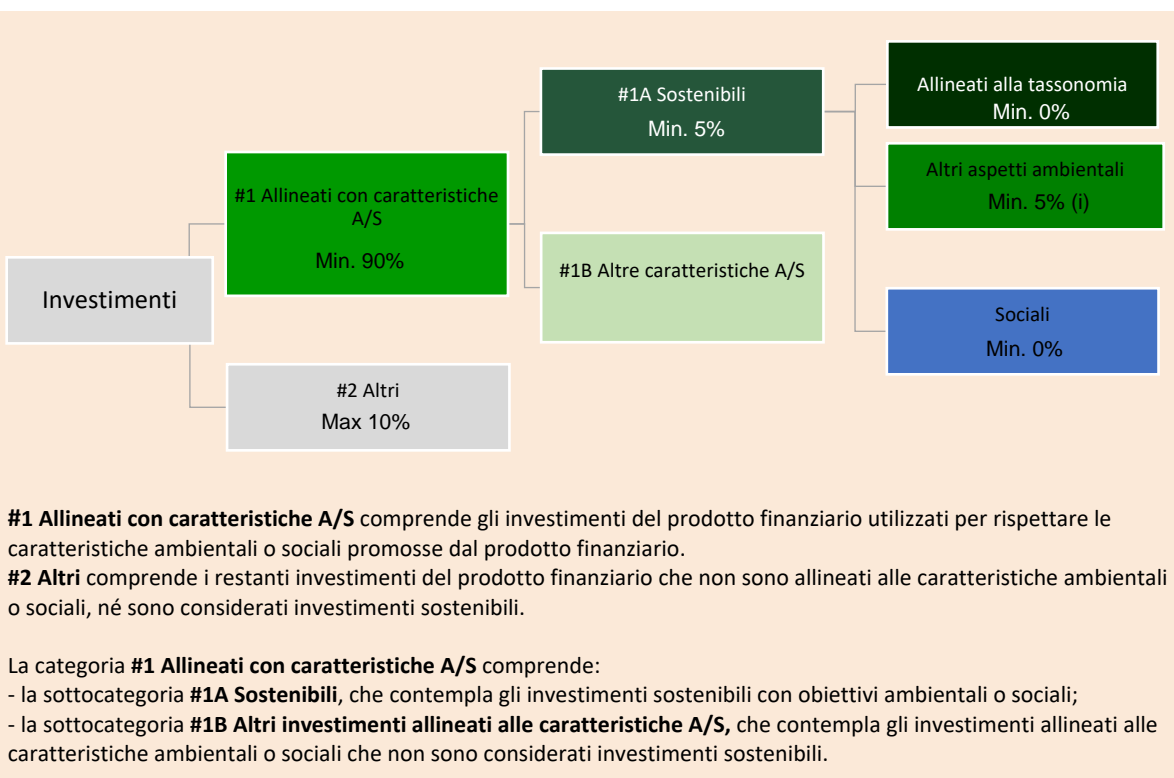 Investimenti
#1 Allineati con caratteristiche
A/S
Min. 90%
#2 Altri
Max 10%
#1A Sostenibili
Min. 5%
#1B Altre caratteristiche A/S
Allineati alla tassonomia
Min. 0%
Altri aspetti ambientali
Min. 5% (i)
Sociali
Min. 0%
#1 Allineati con caratteristiche A/S comprende gli investimenti del prodotto finanziario utilizzati per rispettare le
caratteristiche ambientali o sociali promosse dal prodotto finanziario.
#2 Altri comprende i restanti investimenti del prodotto finanziario che non sono allineati alle caratteristiche ambientali
o sociali, né sono considerati investimenti sostenibili.
La categoria #1 Allineati con caratteristiche A/S comprende:
- la sottocategoria #1A Sostenibili, che contempla gli investimenti sostenibili con obiettivi ambientali o sociali;
- la sottocategoria #1B Altri investimenti allineati alle caratteristiche A/S, che contempla gli investimenti allineati alle
caratteristiche ambientali o sociali che non sono considerati investimenti sostenibili.